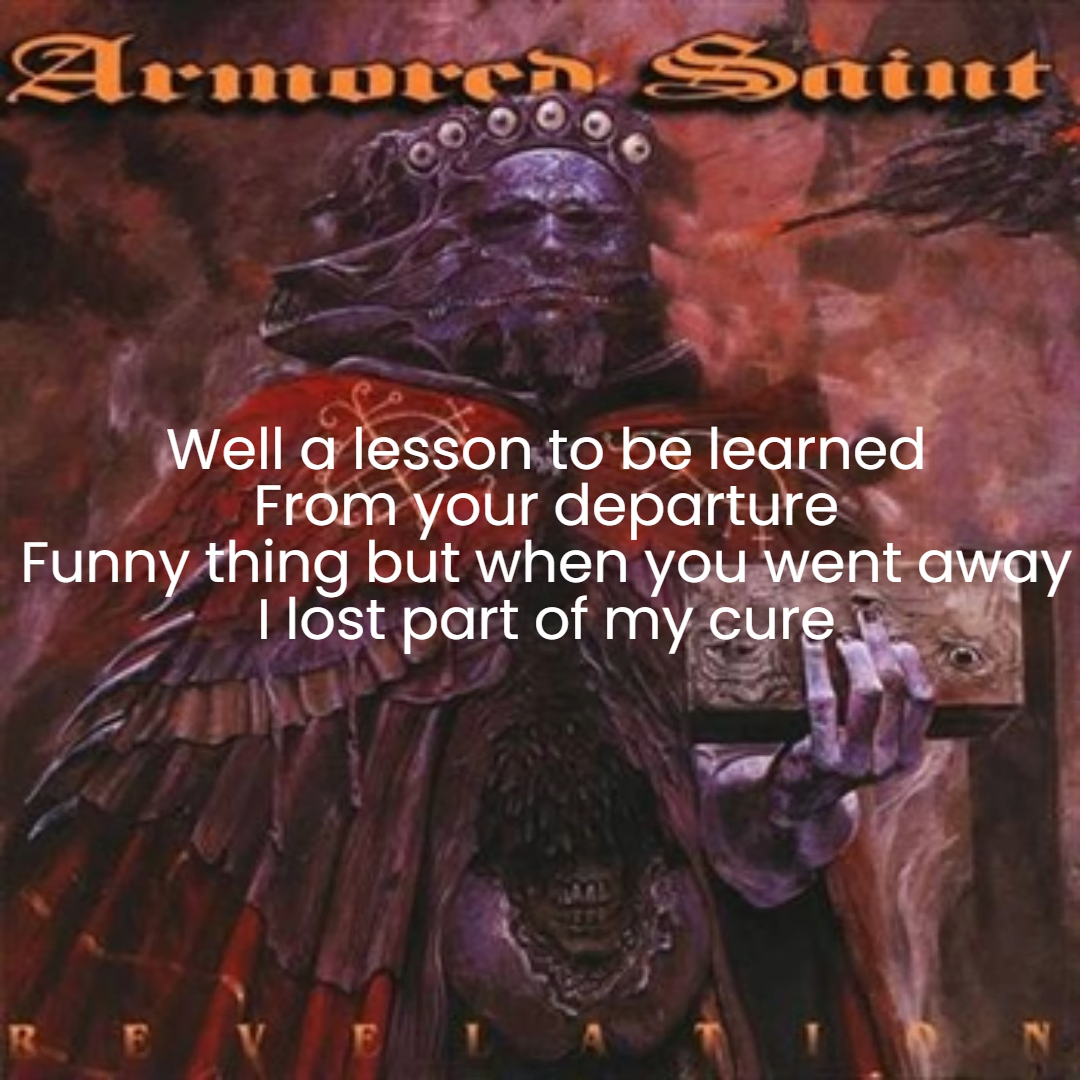 Armored Saint
Well a lesson to be learned
From your departure
Funny thing but when you went away
I lost part of my cure
REVELATION